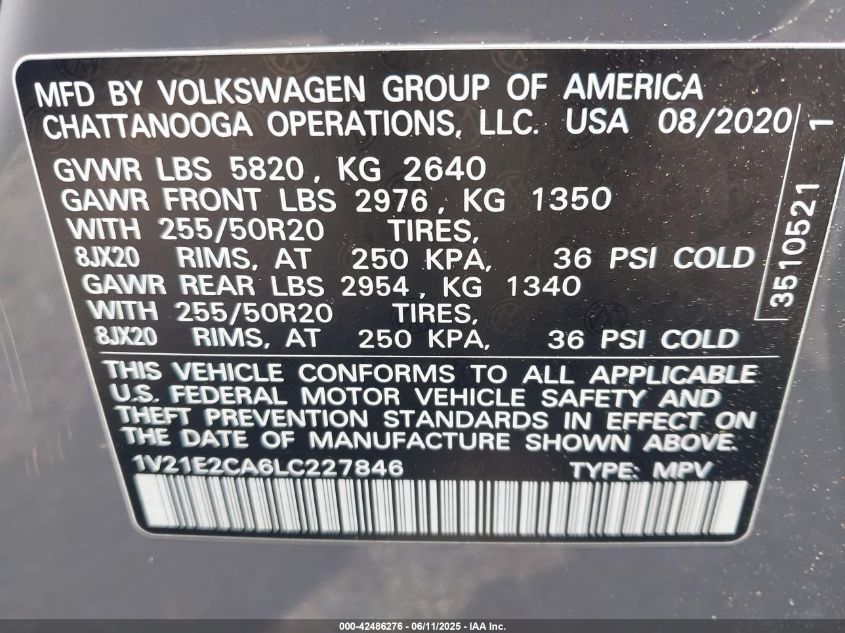 MFD BY VOLKSWAGEN GROUP OF AMERICA
CHATTANOOGA OPERATIONS, LLC. USA 08/2020
GVWR LBS 5820, KG 2640
GAWR FRONT LBS 2976, KG 1350
WITH 255/50R20 TIRES,
8JX20 RIMS, AT 250 KPA, 36 PSI COLD
GAWR REAR LBS 2954, KG 1340
WITH 255/50R20 TIRES,
8JX20 RIMS, AT 250 KPA, 36 PSI COLD
3510521 1
THIS VEHICLE CONFORMS TO ALL APPLICABLE
U.S. FEDERAL MOTOR VEHICLE SAFETY AND
THEFT PREVENTION STANDARDS IN EFFECT ON
THE DATE OF MANUFACTURE SHOWN ABOVE.
1V21E2CA6LC227846 TYPE: MPV
000-42486276 - 06/11/2025 - IAA Inc.